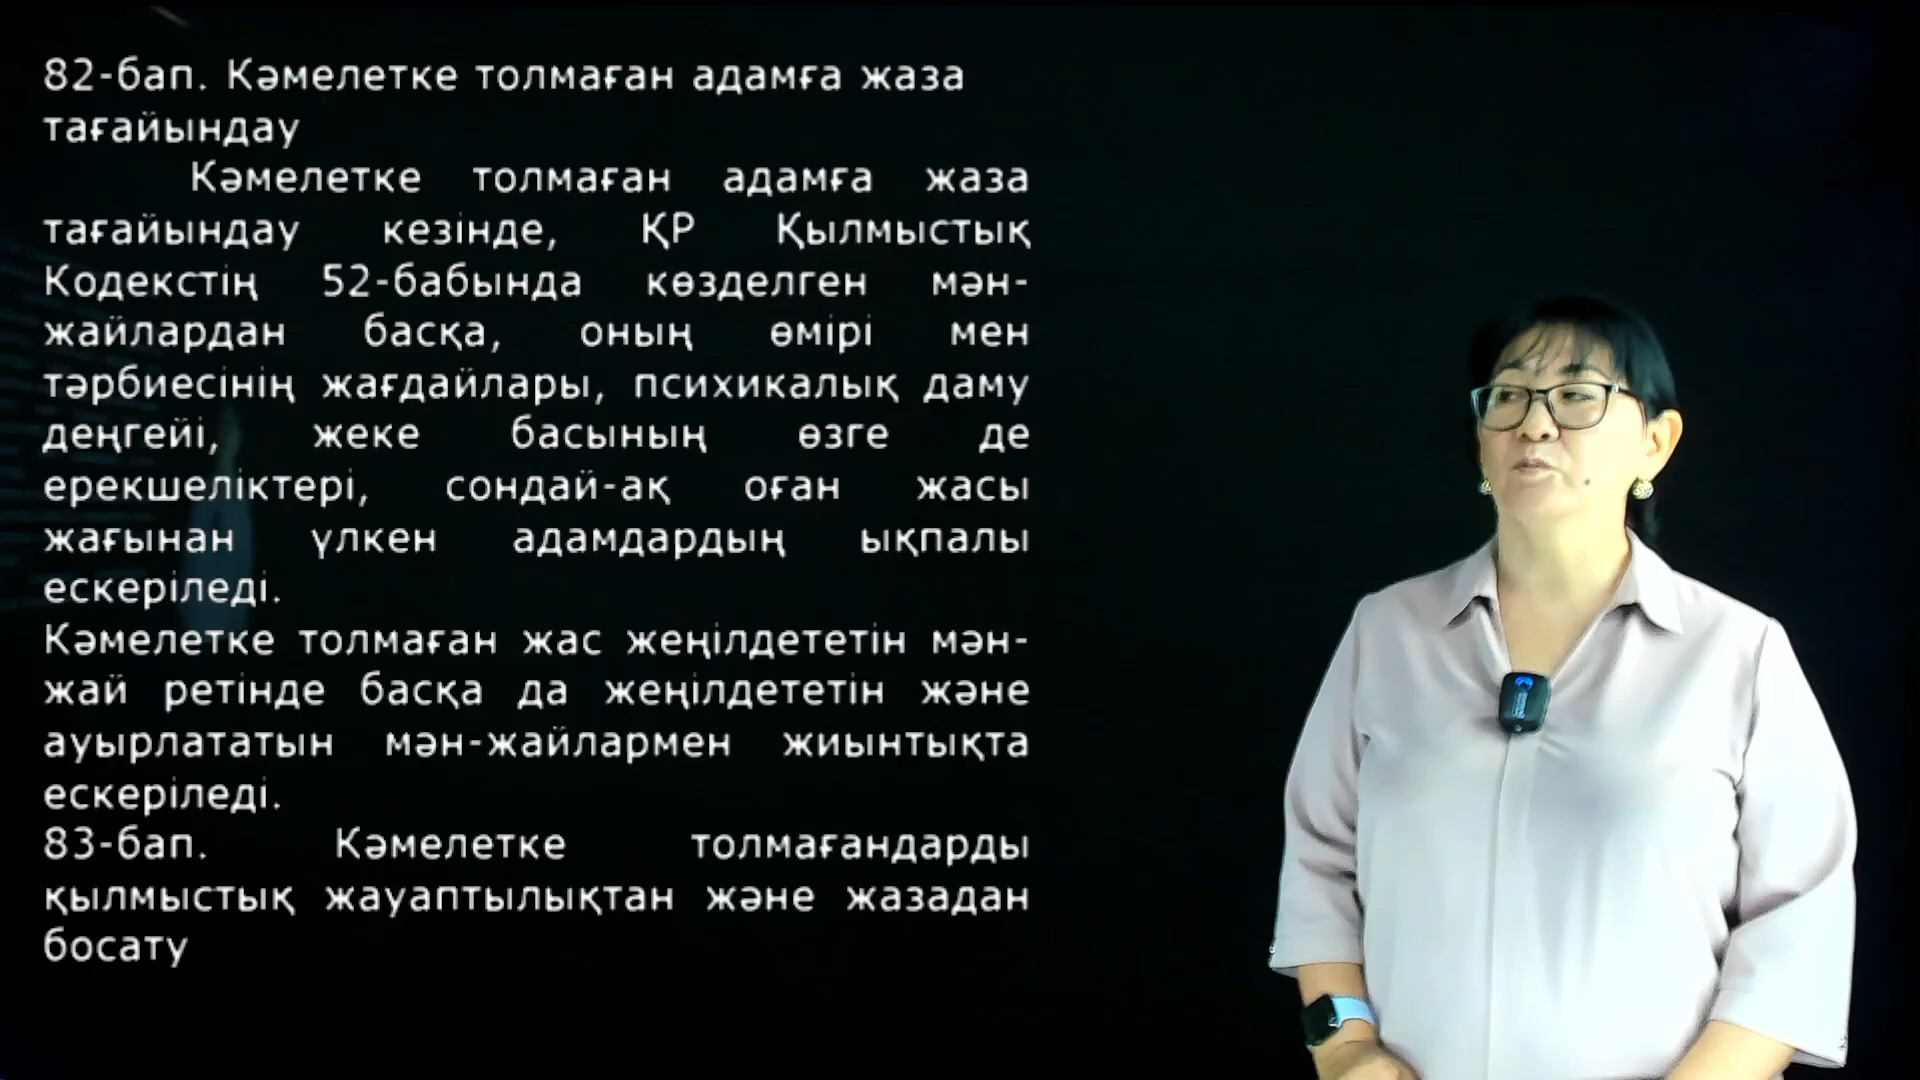 82-бап. Кәмелетке толмаған адамға жаза
тағайындау
Кәмелетке толмаған адамға жаза
тағайындау кезінде, ҚР Қылмыстық
Кодекстің 52-бабында көзделген мән-
жайлардан басқа, оның өмірі мен
тәрбиесінің жағдайлары, психикалық даму
деңгейі, жеке басының өзге де
ерекшеліктері, сондай-ақ оған жасы
жағынан үлкен адамдардың ықпалы
ескеріледі.
Кәмелетке толмаған жас жеңілдететін мән-
жай ретінде басқа да жеңілдететін және
ауырлататын мән-жайлармен жиынтықта
ескеріледі.
83-бап. Кәмелетке толмағандарды
қылмыстық жауаптылықтан және жазадан
босату